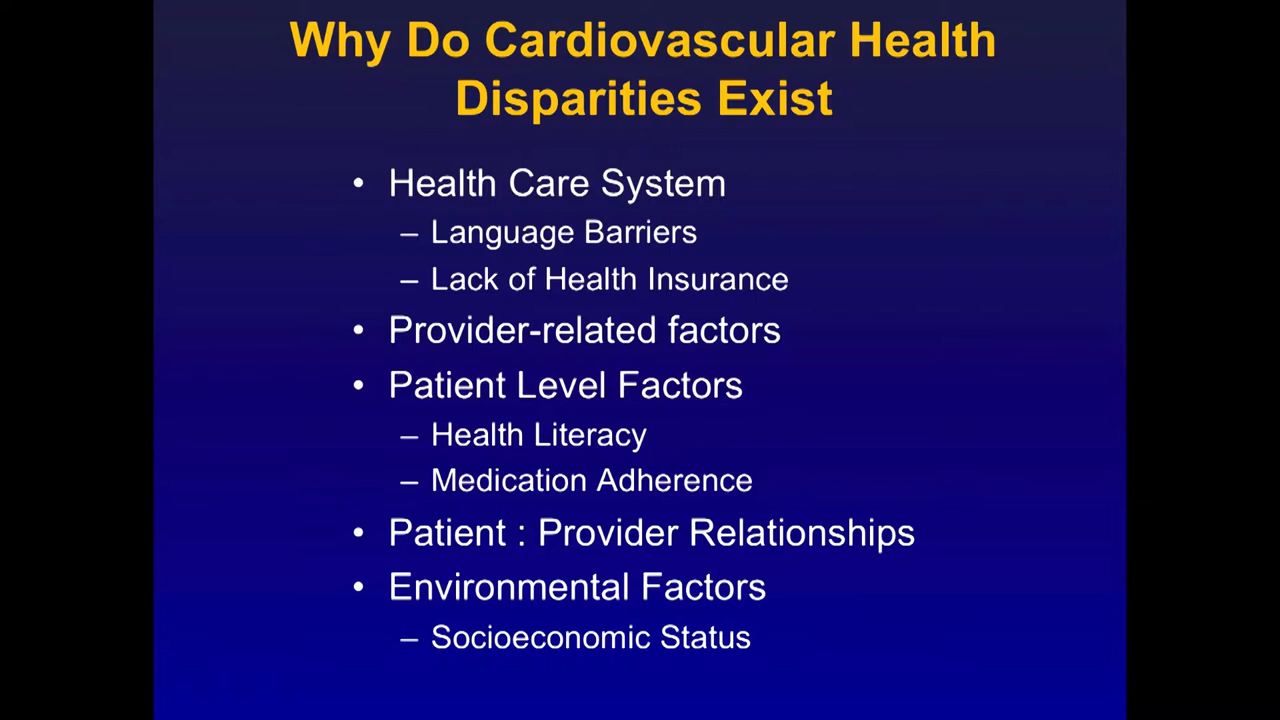 Why Do Cardiovascular Health
Disparities Exist
• Health Care System
– Language Barriers
– Lack of Health Insurance
• Provider-related factors
• Patient Level Factors
– Health Literacy
– Medication Adherence
• Patient : Provider Relationships
• Environmental Factors
– Socioeconomic Status